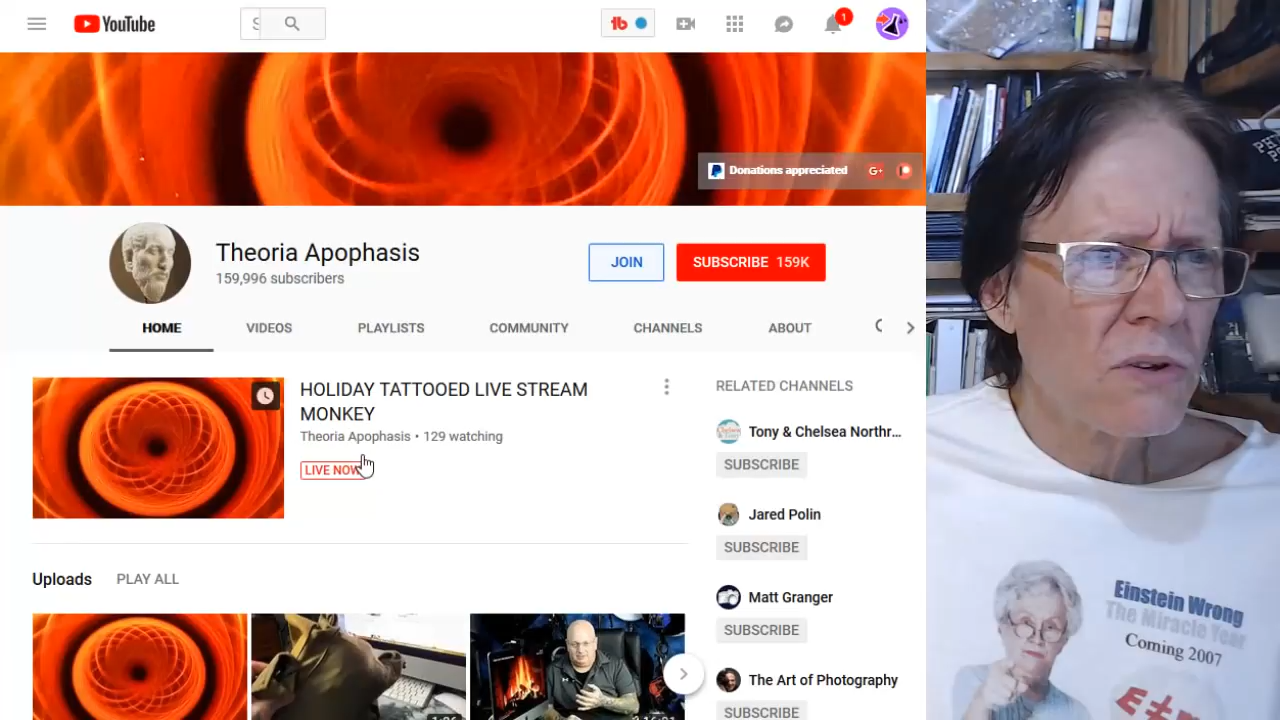 YouTube
S
1
Donations appreciated
G+
Theoria Apophasis
159,996 subscribers
JOIN
SUBSCRIBE 159K
HOME
VIDEOS
PLAYLISTS
COMMUNITY
CHANNELS
ABOUT
HOLIDAY TATTOOED LIVE STREAM
MONKEY
Theoria Apophasis • 129 watching
LIVE NOW
RELATED CHANNELS
Tony & Chelsea Northr...
SUBSCRIBE
Jared Polin
SUBSCRIBE
Matt Granger
SUBSCRIBE
The Art of Photography
SUBSCRIBE
Uploads
PLAY ALL
Einstein Wrong
The Miracle Year
Coming 2007